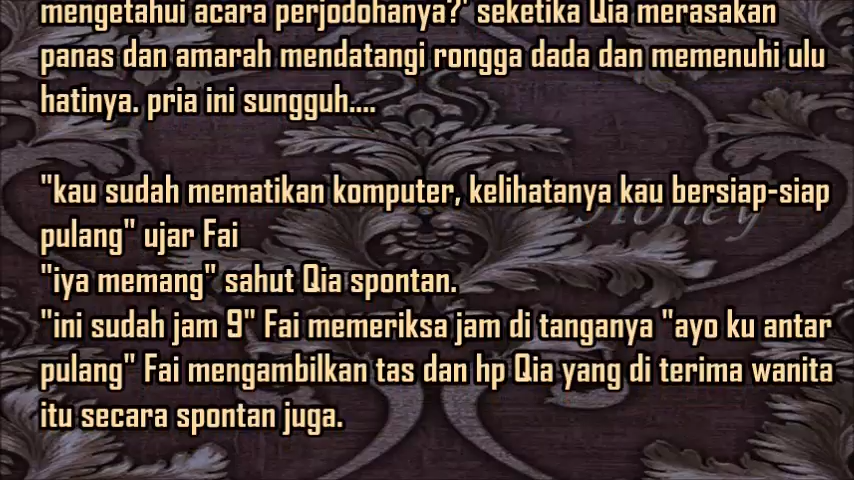 mengetahui acara perjodohanya?' seketika Qia merasakan
panas dan amarah mendatangi rongga dada dan memenuhi ulu
hatinya. pria ini sungguh....
"kau sudah mematikan komputer, kelihatanya kau bersiap-siap
pulang" ujar Fai
Honey
"iya memang" sahut Qia spontan.
"ini sudah jam 9" Fai memeriksa jam di tanganya "ayo ku antar
pulang" Fai mengambilkan tas dan hp Qia yang di terima wanita
itu secara spontan juga.